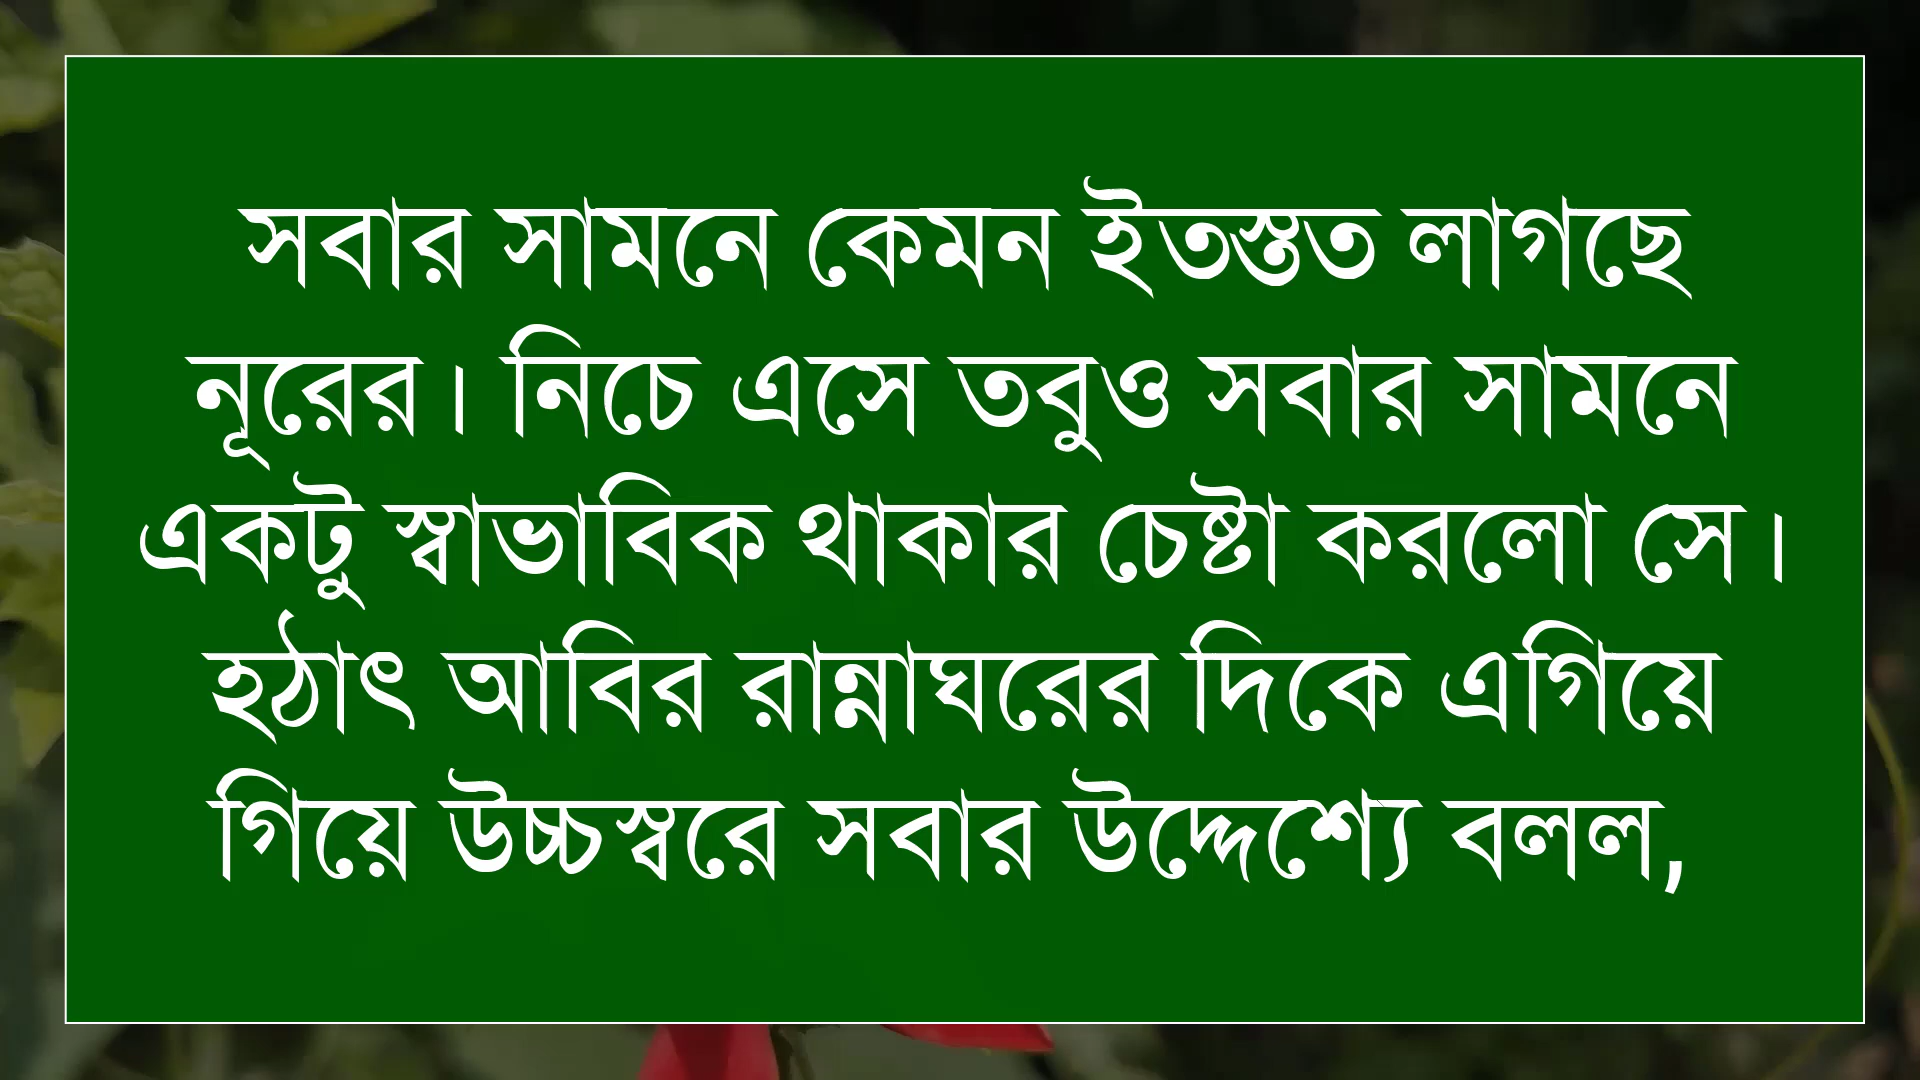 সবার সামনে কেমন ইতস্তত লাগছে
নূরের। নিচে এসে তবুও সবার সামনে
একটু স্বাভাবিক থাকার চেষ্টা করলো সে।
হঠাৎ আবির রান্নাঘরের দিকে এগিয়ে
গিয়ে উচ্চস্বরে সবার উদ্দেশ্যে বলল,